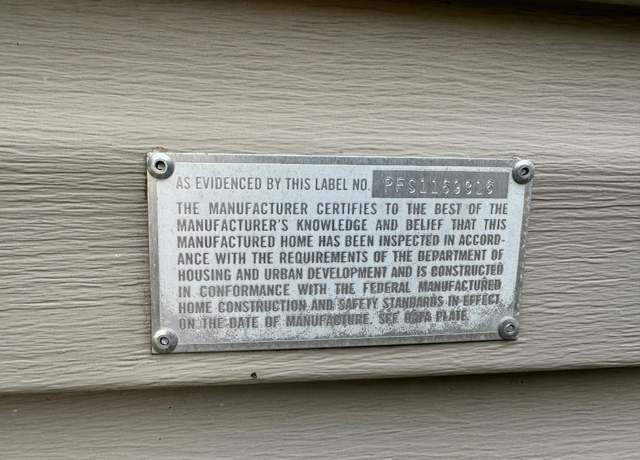 AS EVIDENCED BY THIS LABEL NO. PFS1169816
THE MANUFACTURER CERTIFIES TO THE BEST OF THE
MANUFACTURER'S KNOWLEDGE AND BELIEF THAT THIS
MANUFACTURED HOME HAS BEEN INSPECTED IN ACCORD-
ANCE WITH THE REQUIREMENTS OF THE DEPARTMENT OF
HOUSING AND URBAN DEVELOPMENT AND IS CONSTRUCTED
IN CONFORMANCE WITH THE FEDERAL MANUFACTURED
HOME CONSTRUCTION AND SAFETY STANDARDS IN EFFECT
ON THE DATE OF MANUFACTURE. SEE DATA PLATE.